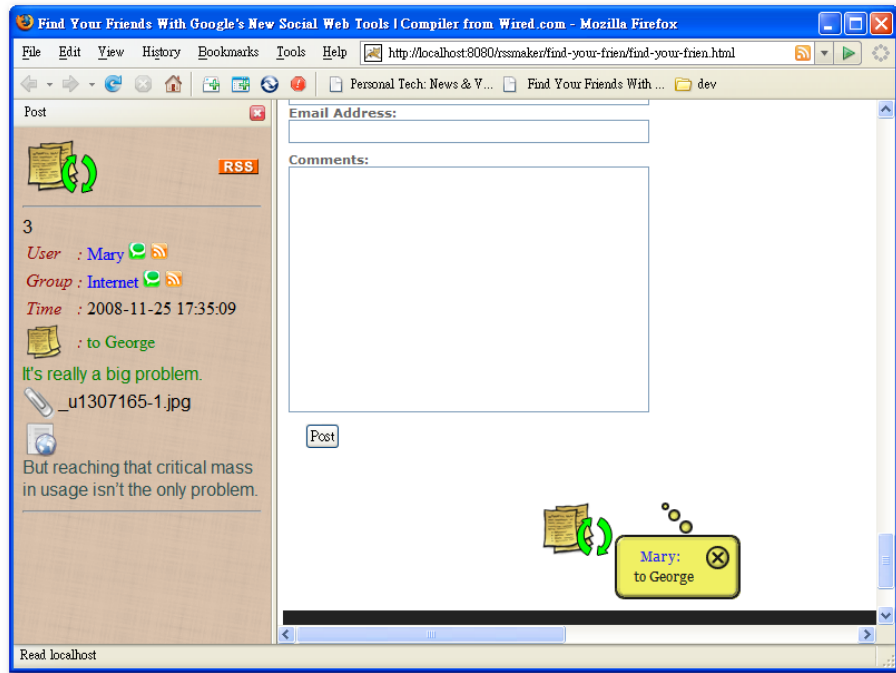 Find Your Friends With Google's New Social Web Tools | Compiler from Wired.com - Mozilla Firefox
File Edit View History Bookmarks Tools Help http://localhost:8080/rssmaker/find-your-frien/find-your-frien.html
Personal Tech: News & V... Find Your Friends With ... dev
Post
RSS
3
User : Mary
Group : Internet
Time : 2008-11-25 17:35:09
: to George
It's really a big problem.
_u1307165-1.jpg
But reaching that critical mass
in usage isn't the only problem.
Email Address:
Comments:
Post
Mary:
to George
Read localhost